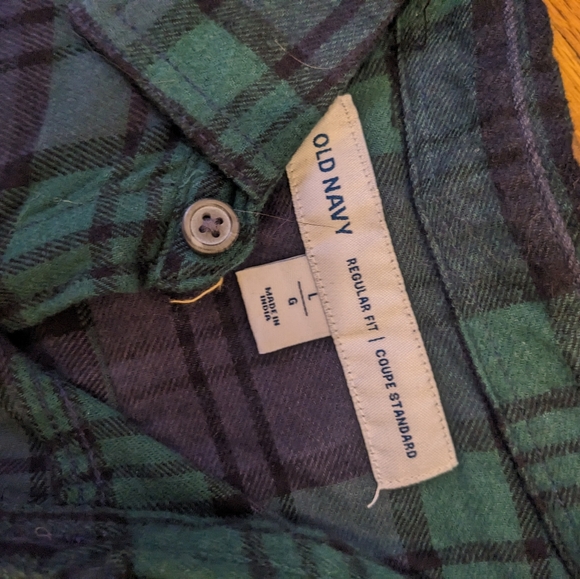 OLD NAVY
REGULAR FIT | COUPE STANDARD
L
G
MADE IN
INDIA